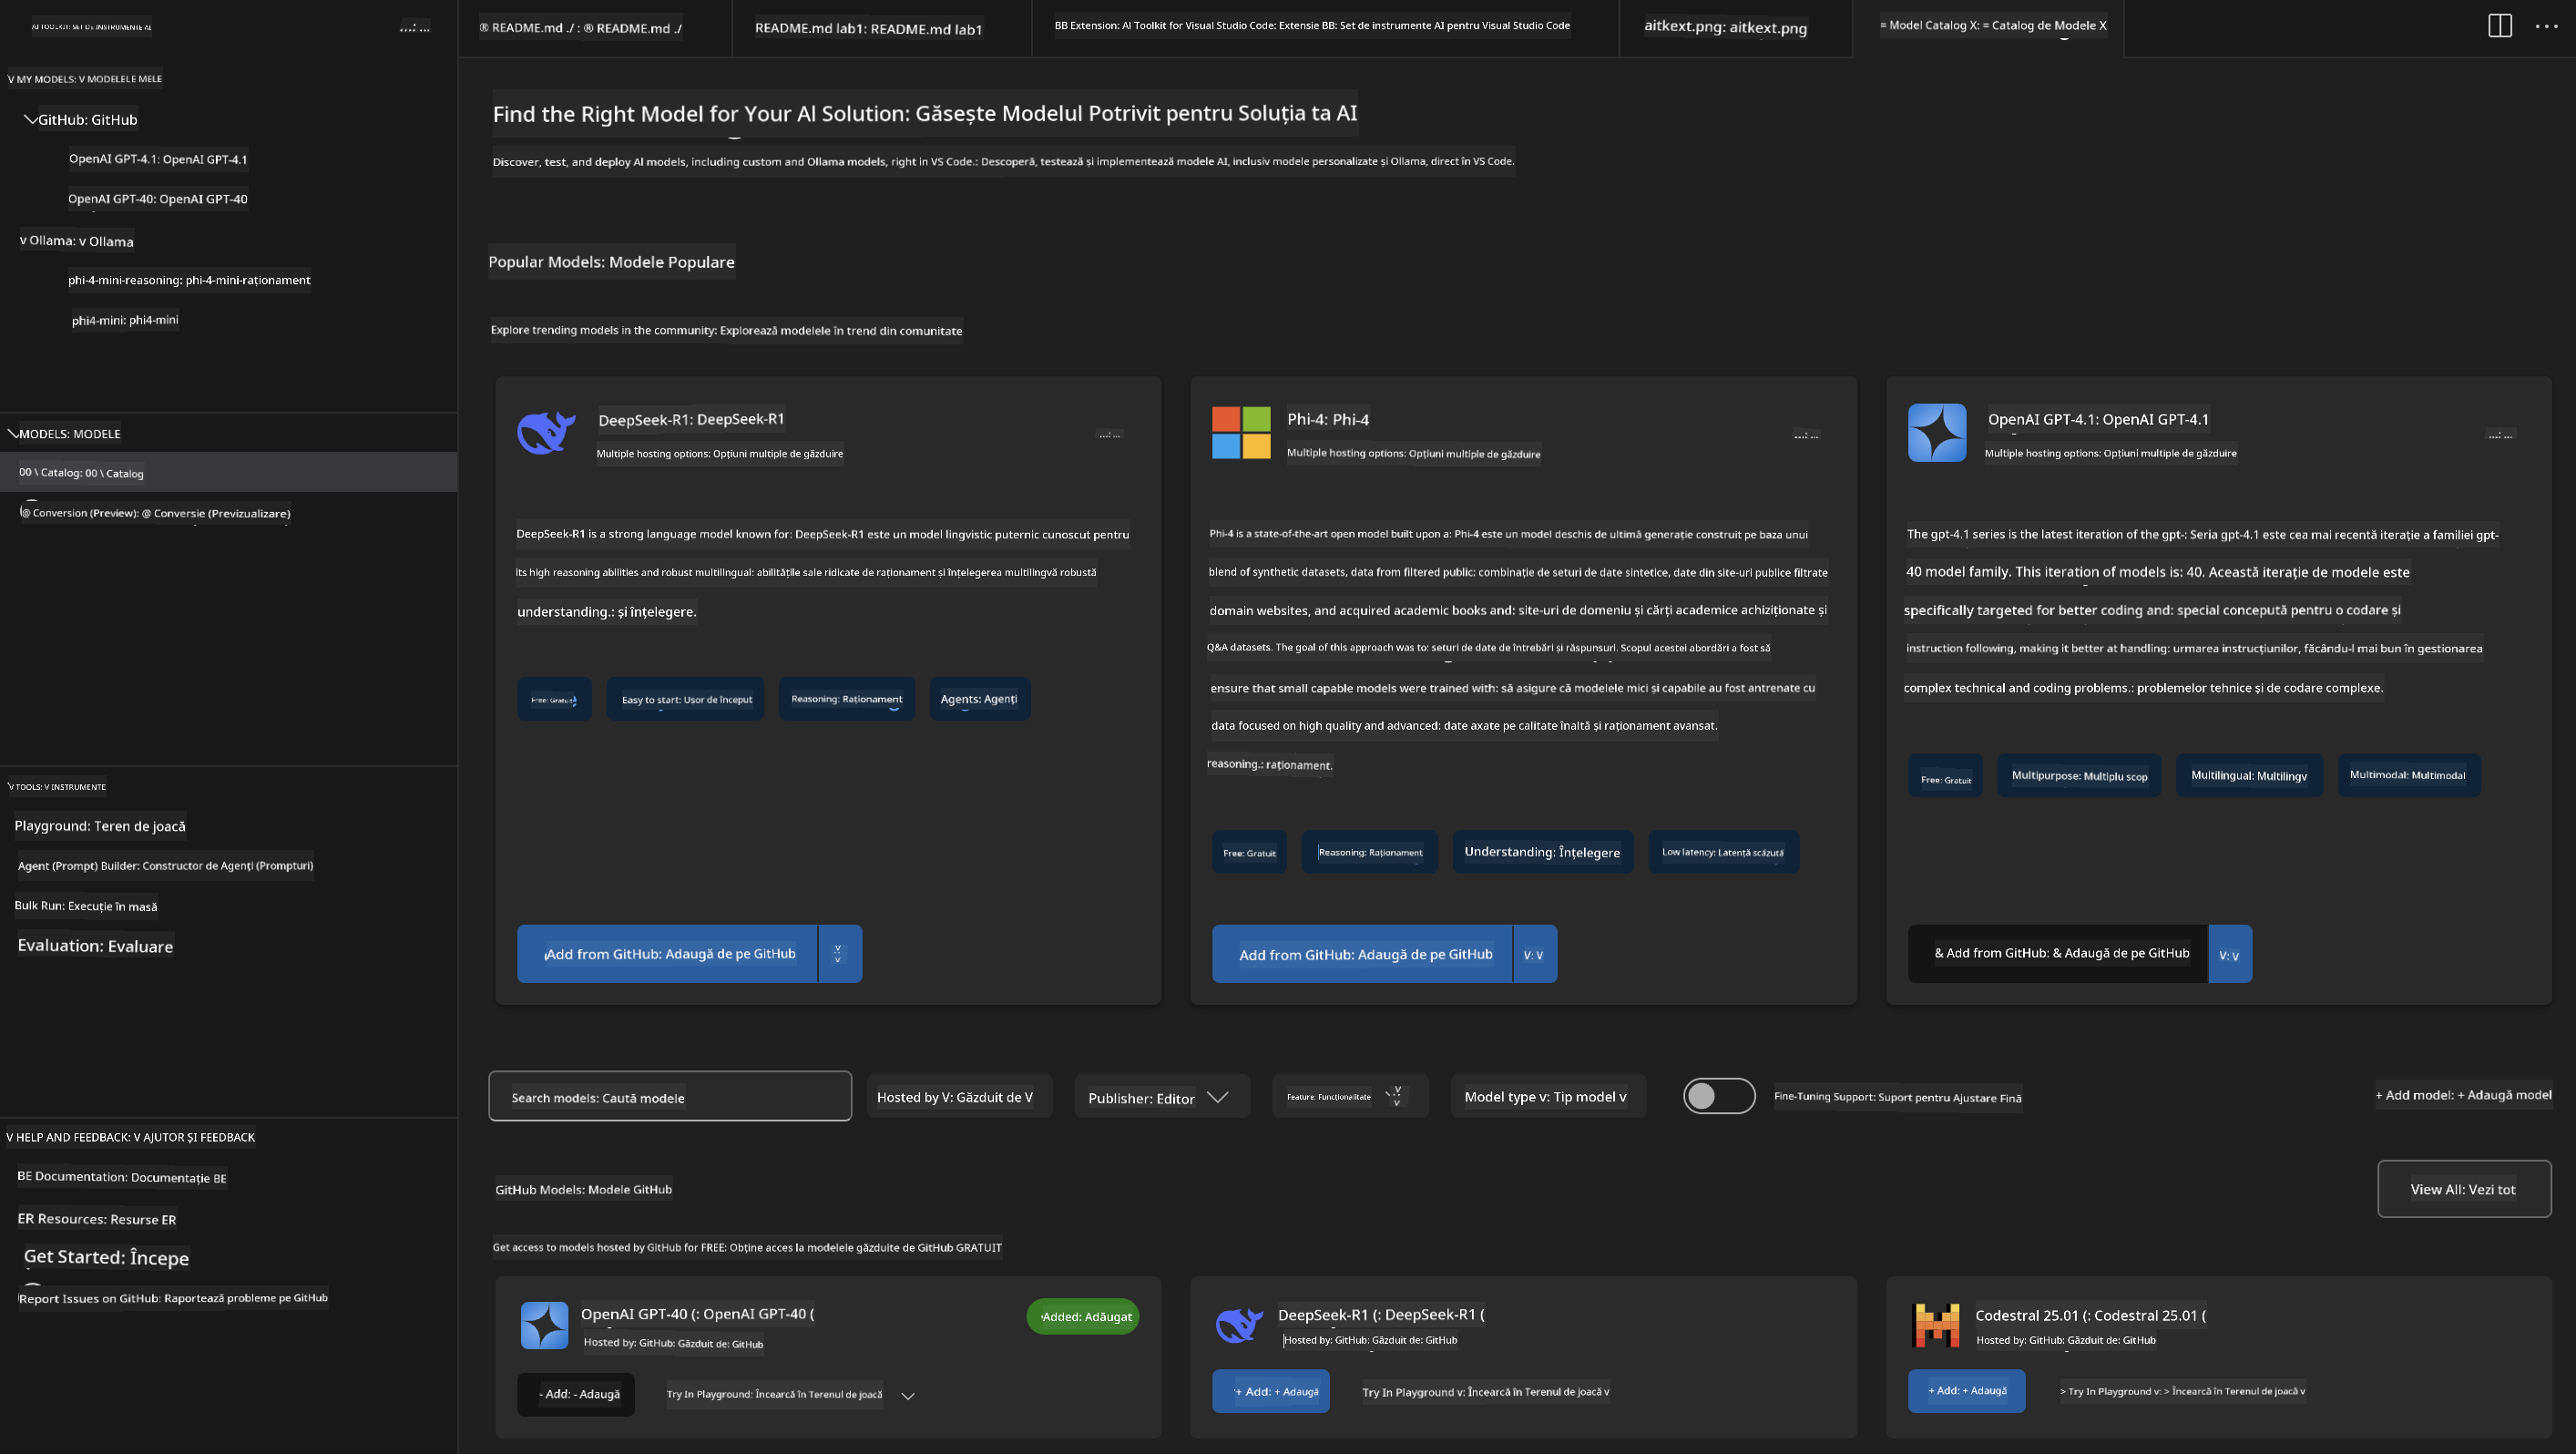 AI TOOLKIT: SET DE INSTRUMENTE AI
...: ...
® README.md ./ : ® README.md ./
README.md lab1: README.md lab1
BB Extension: AI Toolkit for Visual Studio Code: Extensie BB: Set de instrumente AI pentru Visual Studio Code
aitkext.png: aitkext.png
= Model Catalog X: = Catalog de Modele X
V MY MODELS: V MODELELE MELE
GitHub: GitHub
OpenAI GPT-4.1: OpenAI GPT-4.1
OpenAI GPT-40: OpenAI GPT-40
v Ollama: v Ollama
phi-4-mini-reasoning: phi-4-mini-raționament
phi4-mini: phi4-mini
MODELS: MODELE
00 \ Catalog: 00 \ Catalog
@ Conversion (Preview): @ Conversie (Previzualizare)
V TOOLS: V INSTRUMENTE
Playground: Teren de joacă
Agent (Prompt) Builder: Constructor de Agenți (Prompturi)
Bulk Run: Execuție în masă
Evaluation: Evaluare
V HELP AND FEEDBACK: V AJUTOR ȘI FEEDBACK
BE Documentation: Documentație BE
ER Resources: Resurse ER
Get Started: Începe
Report Issues on GitHub: Raportează probleme pe GitHub
Find the Right Model for Your Al Solution: Găsește Modelul Potrivit pentru Soluția ta AI
Discover, test, and deploy Al models, including custom and Ollama models, right in VS Code.: Descoperă, testează și implementează modele AI, inclusiv modele personalizate și Ollama, direct în VS Code.
Popular Models: Modele Populare
Explore trending models in the community: Explorează modelele în trend din comunitate
DeepSeek-R1: DeepSeek-R1
...: ...
Multiple hosting options: Opțiuni multiple de găzduire
DeepSeek-R1 is a strong language model known for: DeepSeek-R1 este un model lingvistic puternic cunoscut pentru
its high reasoning abilities and robust multilingual: abilitățile sale ridicate de raționament și înțelegerea multilingvă robustă
understanding.: și înțelegere.
Free: Gratuit
Easy to start: Ușor de început
Reasoning: Raționament
Agents: Agenți
Add from GitHub: Adaugă de pe GitHub
v: v
Phi-4: Phi-4
...: ...
Multiple hosting options: Opțiuni multiple de găzduire
Phi-4 is a state-of-the-art open model built upon a: Phi-4 este un model deschis de ultimă generație construit pe baza unui
blend of synthetic datasets, data from filtered public: combinație de seturi de date sintetice, date din site-uri publice filtrate
domain websites, and acquired academic books and: site-uri de domeniu și cărți academice achiziționate și
Q&A datasets. The goal of this approach was to: seturi de date de întrebări și răspunsuri. Scopul acestei abordări a fost să
ensure that small capable models were trained with: să asigure că modelele mici și capabile au fost antrenate cu
data focused on high quality and advanced: date axate pe calitate înaltă și raționament avansat.
reasoning.: raționament.
Free: Gratuit
Reasoning: Raționament
Understanding: Înțelegere
Low latency: Latență scăzută
Add from GitHub: Adaugă de pe GitHub
V: V
OpenAI GPT-4.1: OpenAI GPT-4.1
...: ...
Multiple hosting options: Opțiuni multiple de găzduire
The gpt-4.1 series is the latest iteration of the gpt-: Seria gpt-4.1 este cea mai recentă iterație a familiei gpt-
40 model family. This iteration of models is: 40. Această iterație de modele este
specifically targeted for better coding and: special concepută pentru o codare și
instruction following, making it better at handling: urmarea instrucțiunilor, făcându-l mai bun în gestionarea
complex technical and coding problems.: problemelor tehnice și de codare complexe.
Free: Gratuit
Multipurpose: Multiplu scop
Multilingual: Multilingv
Multimodal: Multimodal
& Add from GitHub: & Adaugă de pe GitHub
V: V
Search models: Caută modele
Hosted by V: Găzduit de V
Publisher: Editor
Feature: Funcționalitate
v: v
Model type v: Tip model v
Fine-Tuning Support: Suport pentru Ajustare Fină
+ Add model: + Adaugă model
GitHub Models: Modele GitHub
View All: Vezi tot
Get access to models hosted by GitHub for FREE: Obține acces la modelele găzduite de GitHub GRATUIT
OpenAI GPT-40 (: OpenAI GPT-40 (
Added: Adăugat
Hosted by: GitHub: Găzduit de: GitHub
- Add: - Adaugă
Try In Playground: Încearcă în Terenul de joacă
DeepSeek-R1 (: DeepSeek-R1 (
Hosted by: GitHub: Găzduit de: GitHub
+ Add: + Adaugă
Try In Playground v: Încearcă în Terenul de joacă v
Codestral 25.01 (: Codestral 25.01 (
Hosted by: GitHub: Găzduit de: GitHub
+ Add: + Adaugă
> Try In Playground v: > Încearcă în Terenul de joacă v